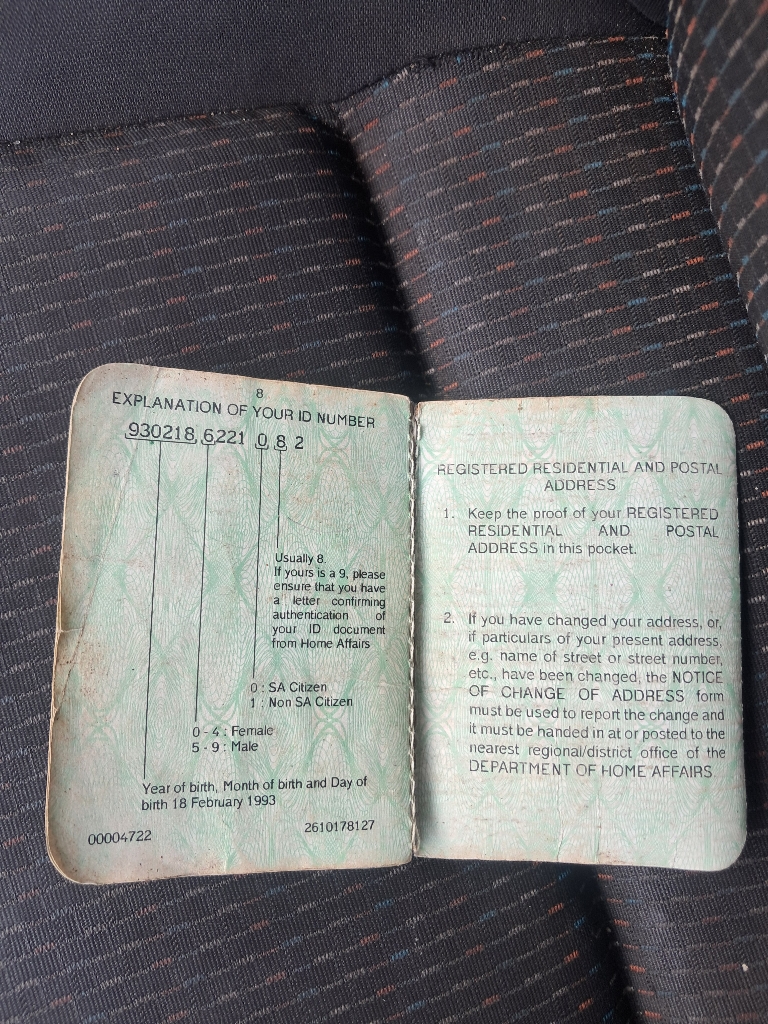 8
EXPLANATION OF YOUR ID NUMBER
930218,6221 0 8 2
Usually 8.
If yours is a 9, please
ensure that you have
a letter confirming
authentication of
your ID document
from Home Affairs
0 : SA Citizen
1 : Non SA Citizen
0 - 4 : Female
5 - 9 : Male
Year of birth, Month of birth and Day of
birth 18 February 1993
00004722
2610178127
REGISTERED RESIDENTIAL AND POSTAL
ADDRESS
1. Keep the proof of your REGISTERED
RESIDENTIAL AND POSTAL
ADDRESS in this pocket.
2. If you have changed your address, or,
if particulars of your present address,
e.g. name of street or street number,
etc., have been changed, the NOTICE
OF CHANGE OF ADDRESS form
must be used to report the change and
it must be handed in at or posted to the
nearest regional/district office of the
DEPARTMENT OF HOME AFFAIRS.